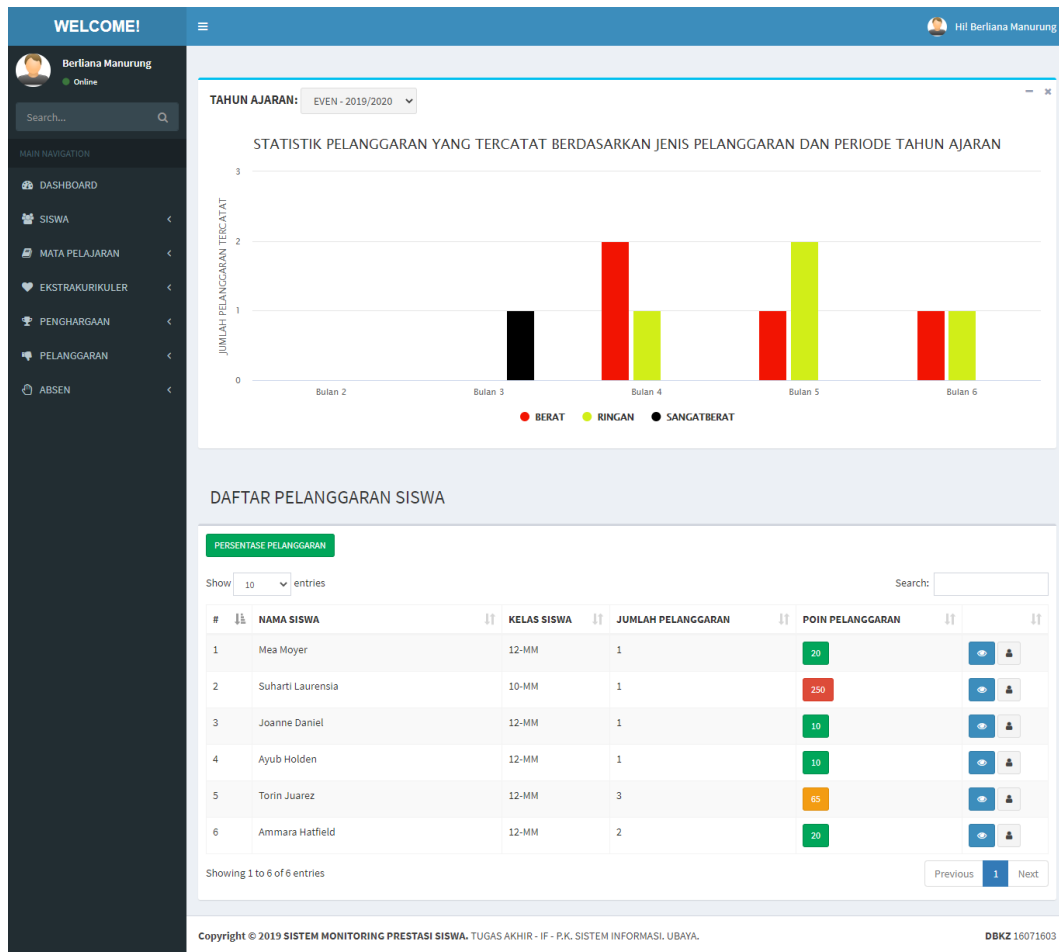 WELCOME!
Hi! Berliana Manurung
Berliana Manurung
Online
Search...
MAIN NAVIGATION
DASHBOARD
SISWA
MATA PELAJARAN
EKSTRAKURIKULER
PENGHARGAAN
PELANGGARAN
ABSEN
TAHUN AJARAN: EVEN - 2019/2020
STATISTIK PELANGGARAN YANG TERCATAT BERDASARKAN JENIS PELANGGARAN DAN PERIODE TAHUN AJARAN
JUMLAH PELANGGARAN TERCATAT
3
2
1
0
Bulan 2 Bulan 3 Bulan 4 Bulan 5 Bulan 6
BERAT RINGAN SANGATBERAT
DAFTAR PELANGGARAN SISWA
PERSENTASE PELANGGARAN
Show 10 entries Search:
# NAMA SISWA KELAS SISWA JUMLAH PELANGGARAN POIN PELANGGARAN
1 Mea Moyer 12-MM 1 20
2 Suharti Laurensia 10-MM 1 250
3 Joanne Daniel 12-MM 1 10
4 Ayub Holden 12-MM 1 10
5 Torin Juarez 12-MM 3 65
6 Ammara Hatfield 12-MM 2 20
Showing 1 to 6 of 6 entries Previous 1 Next
Copyright © 2019 SISTEM MONITORING PRESTASI SISWA. TUGAS AKHIR - IF - P.K. SISTEM INFORMASI. UBAYA. DBKZ 16071603